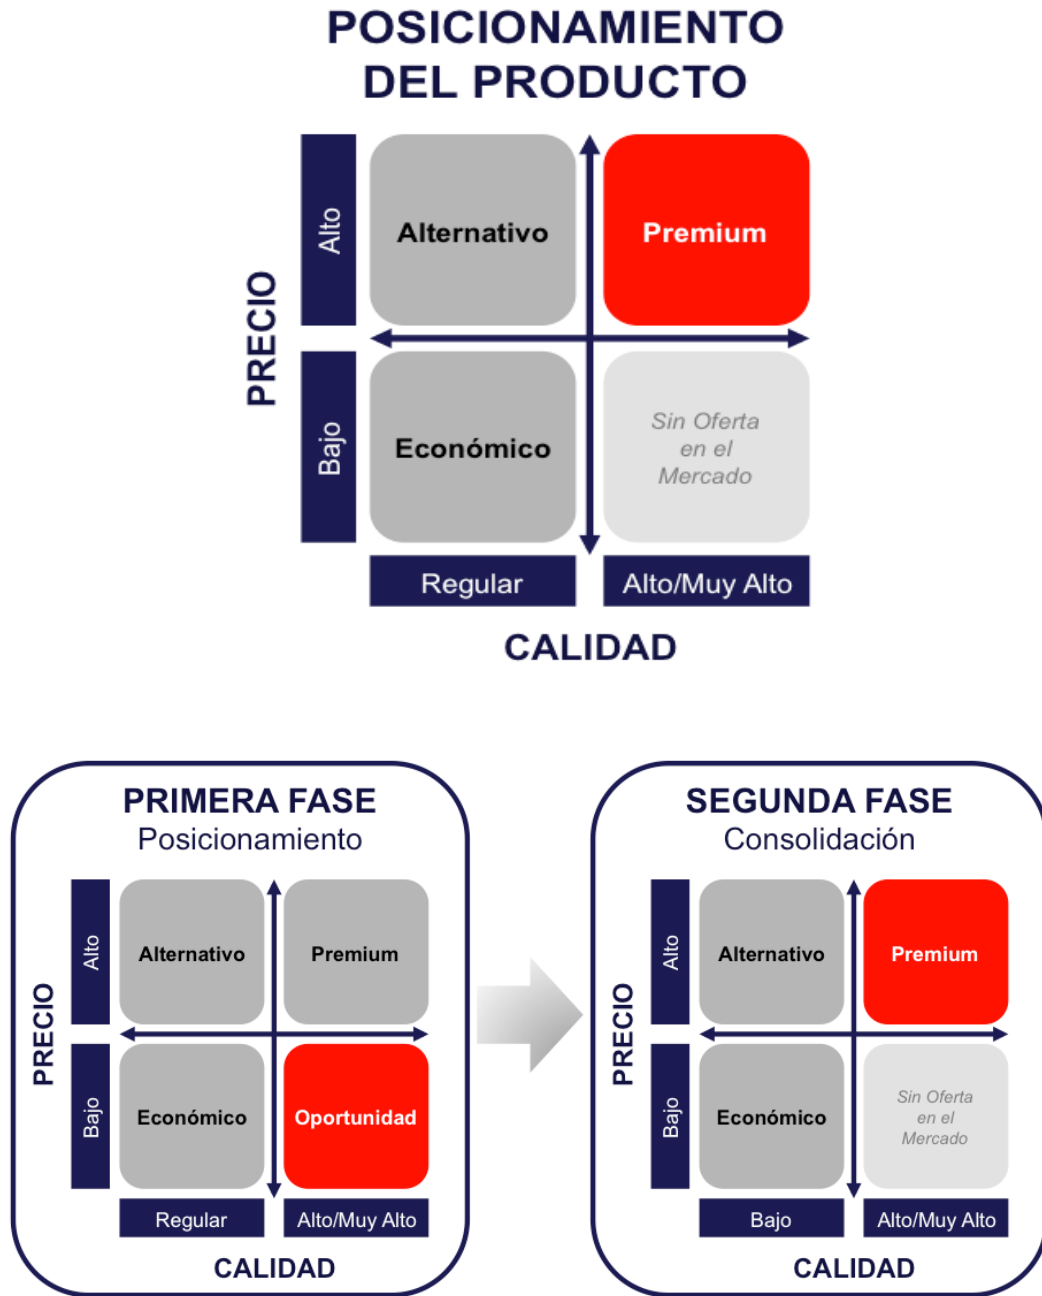 POSICIONAMIENTO
DEL PRODUCTO
PRECIO
Alto
Alternativo
Premium
Bajo
Económico
Sin Oferta
en el
Mercado
Regular
Alto/Muy Alto
CALIDAD
PRIMERA FASE
Posicionamiento
PRECIO
Alto
Alternativo
Premium
Bajo
Económico
Oportunidad
Regular
Alto/Muy Alto
CALIDAD
SEGUNDA FASE
Consolidación
PRECIO
Alto
Alternativo
Premium
Bajo
Económico
Sin Oferta
en el
Mercado
Bajo
Alto/Muy Alto
CALIDAD